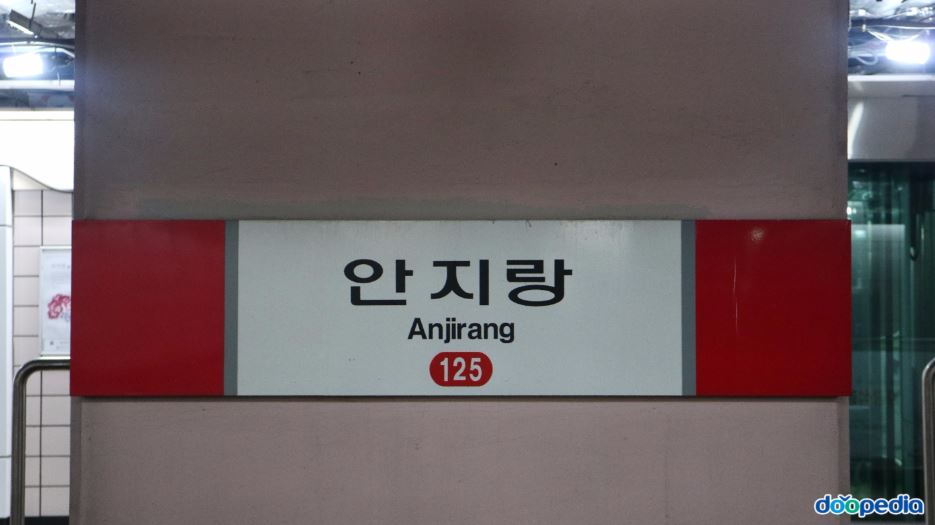 안지랑
Anjirang
125
doopedia